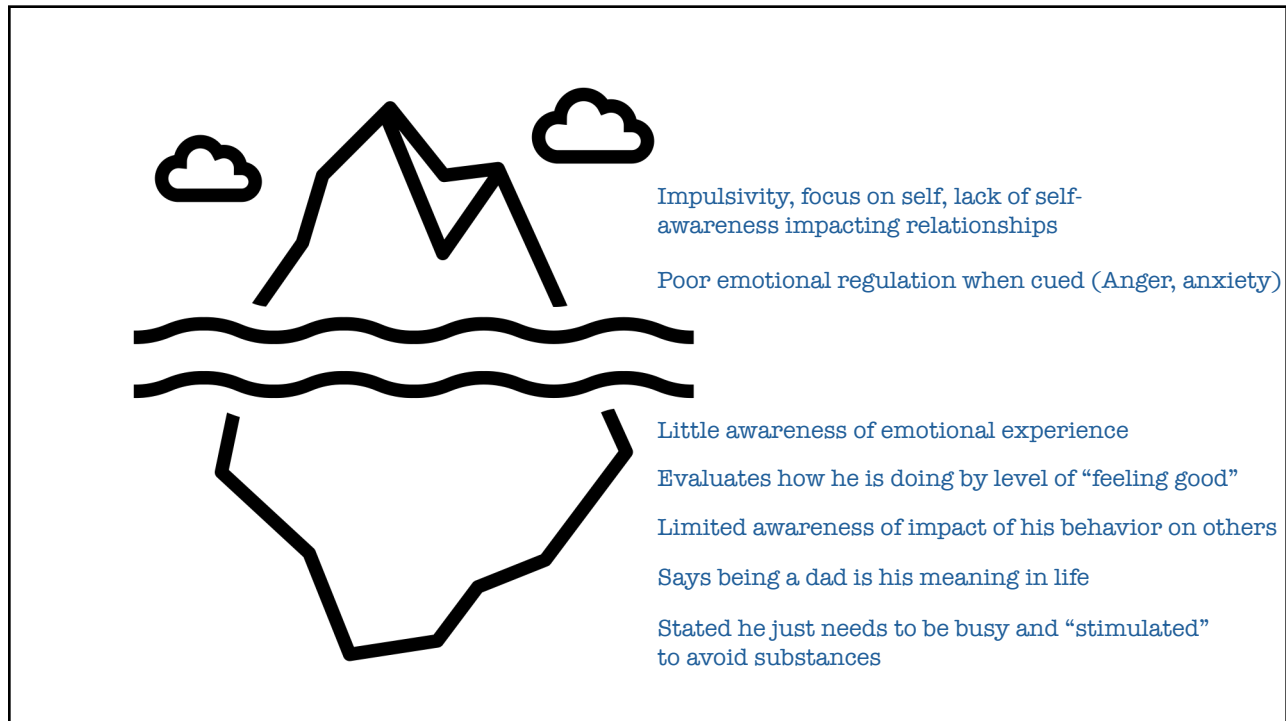 Impulsivity, focus on self, lack of self-
awareness impacting relationships
Poor emotional regulation when cued (Anger, anxiety)
Little awareness of emotional experience
Evaluates how he is doing by level of “feeling good”
Limited awareness of impact of his behavior on others
Says being a dad is his meaning in life
Stated he just needs to be busy and “stimulated”
to avoid substances